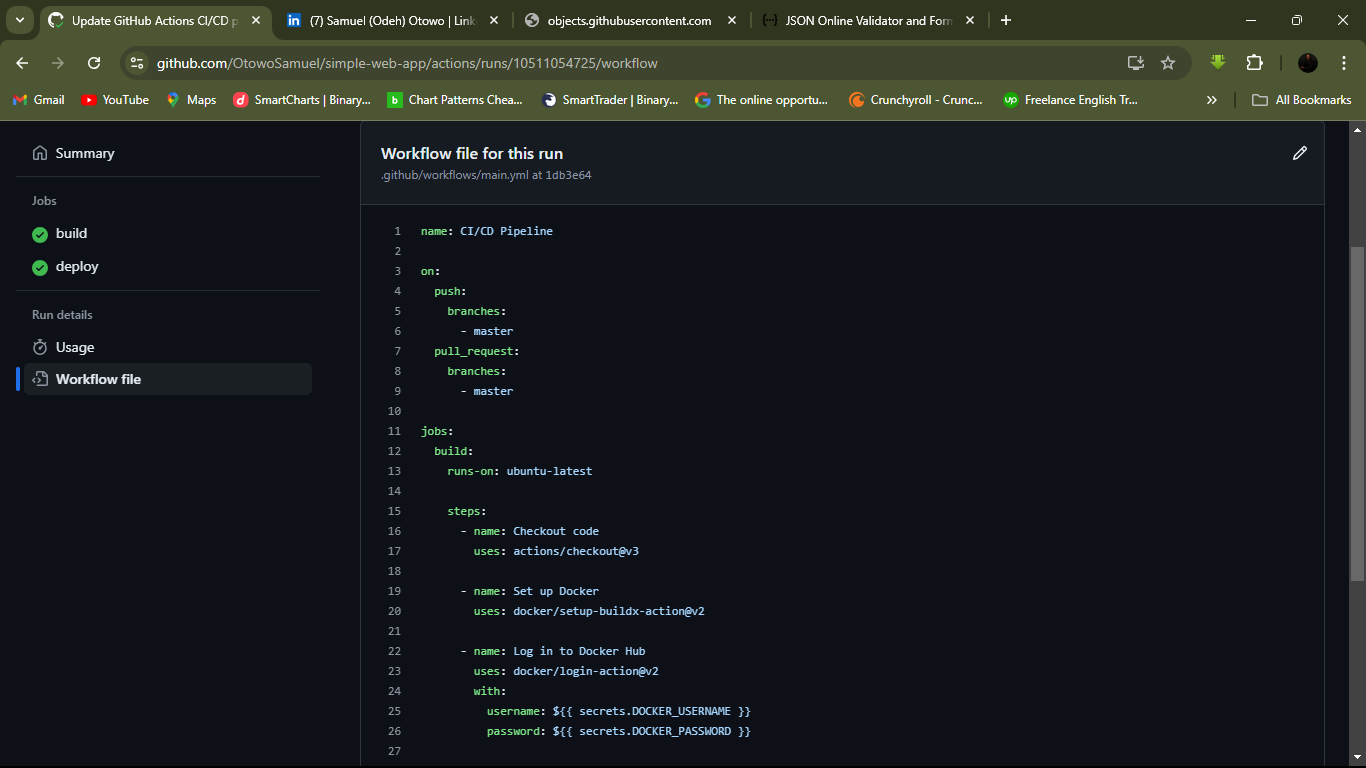 Update GitHub Actions CI/CD p
(7) Samuel (Odeh) Otowo | Link
objects.githubusercontent.com
JSON Online Validator and Form
github.com/OtowoSamuel/simple-web-app/actions/runs/10511054725/workflow
Gmail
YouTube
Maps
SmartCharts | Binary...
Chart Patterns Chea...
SmartTrader | Binary...
The online opportu...
Crunchyroll - Crunc...
Freelance English Tr...
»
All Bookmarks
Summary
Jobs
build
deploy
Run details
Usage
Workflow file
Workflow file for this run
.github/workflows/main.yml at 1db3e64
1 name: CI/CD Pipeline
2
3 on:
4 push:
5 branches:
6 - master
7 pull_request:
8 branches:
9 - master
10
11 jobs:
12 build:
13 runs-on: ubuntu-latest
14
15 steps:
16 - name: Checkout code
17 uses: actions/checkout@v3
18
19 - name: Set up Docker
20 uses: docker/setup-buildx-action@v2
21
22 - name: Log in to Docker Hub
23 uses: docker/login-action@v2
24 with:
25 username: ${{ secrets.DOCKER_USERNAME }}
26 password: ${{ secrets.DOCKER_PASSWORD }}
27